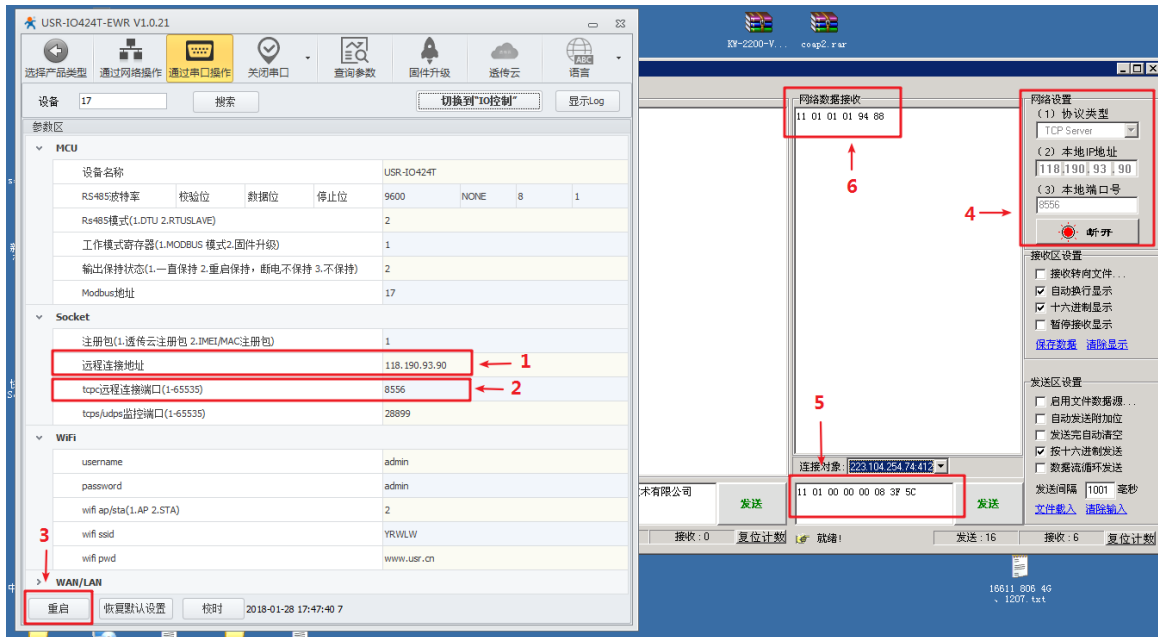 USR-IO424T-EWR V1.0.21
选择产品类型 通过网络操作 通过串口操作 关闭串口 查询参数 固件升级 透传云 语言
设备 17 搜索 切换到"IO控制" 显示Log
参数区
MCU
设备名称 USR-IO424T
RS485波特率 校验位 数据位 停止位 9600 NONE 8 1
Rs485模式(1.DTU 2.RTUSLAVE) 2
工作模式寄存器(1.MODBUS 模式2.固件升级) 1
输出保持状态(1.一直保持 2.重启保持，断电不保持 3.不保持) 2
Modbus地址 17
Socket
注册包(1.透传云注册包 2.IMEI/MAC注册包) 1
远程连接地址 118.190.93.90 1
tcpc远程连接端口(1-65535) 8556 2
tcps/udps监控端口(1-65535) 28899
WiFi
username admin
password admin
wifi ap/sta(1.AP 2.STA) 2
wifi ssid YRWLW
wifi pwd www.usr.cn
3
WAN/LAN
重启 恢复默认设置 校时 2018-01-28 17:47:40 7
KW-2200-V... coap2.rar
网络数据接收
11 01 01 01 94 88
6
网络设置
(1) 协议类型
TCP Server
(2) 本地IP地址
118.190.93.90
(3) 本地端口号
8556
4
断开
接收区设置
接收转向文件...
自动换行显示
十六进制显示
暂停接收显示
保存数据 清除显示
发送区设置
启用文件数据源...
自动发送附加位
发送完自动清空
按十六进制发送
数据流循环发送
发送间隔 1001 毫秒
文件载入 清除输入
5
连接对象: 223.104.254.74:412
术有限公司 发送 11 01 00 00 00 08 3F 5C 发送
接收:0 复位计数 就绪! 发送:16 接收:6 复位计数
16611 806 4G
、1207.txt